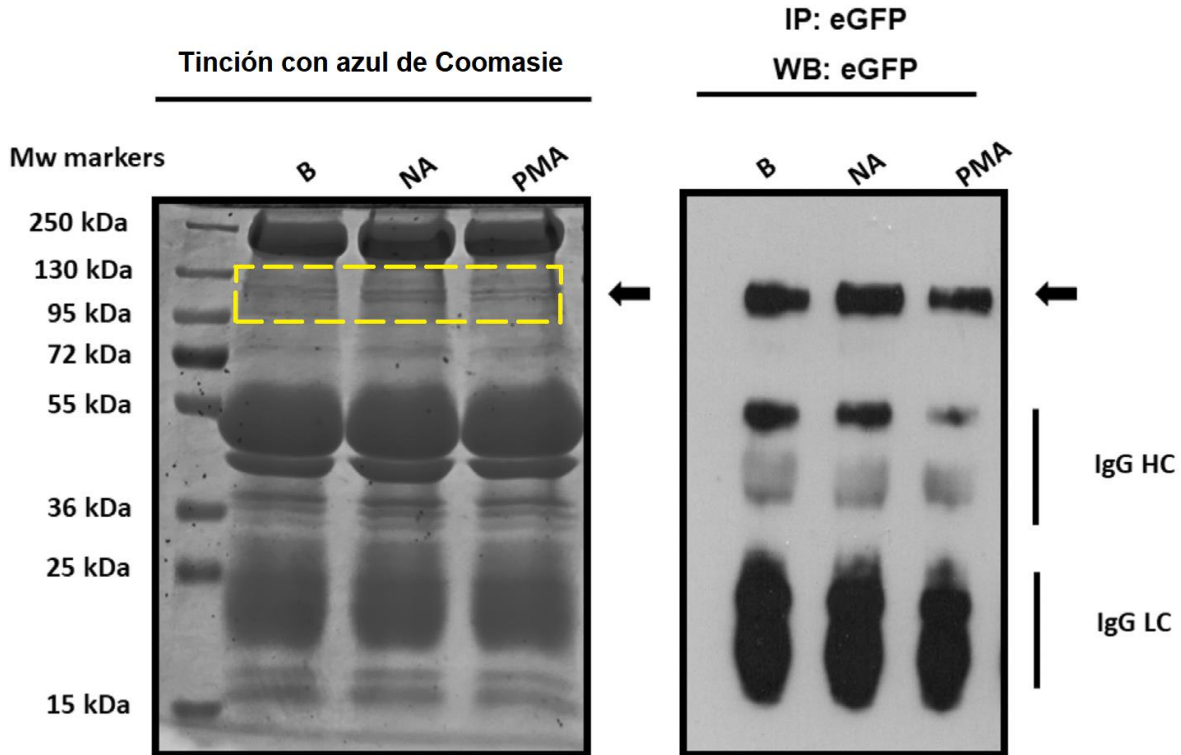 Tinción con azul de Coomasie
Mw markers
B
NA
PMA
250 kDa
130 kDa
95 kDa
72 kDa
55 kDa
36 kDa
25 kDa
15 kDa
IP: eGFP
WB: eGFP
B
NA
PMA
IgG HC
IgG LC